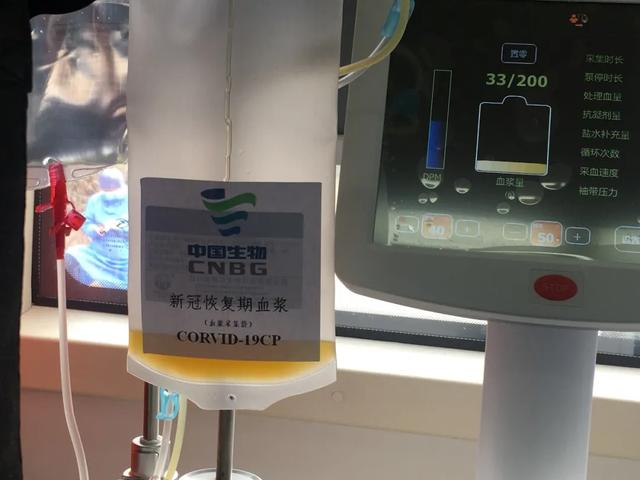 中国生物
CNBG
新冠恢复期血浆
(血浆采集袋)
CORVID-19CP
置零
33/200
DPM
血浆量
40
50
+
STOP
采集时长
泵停时长
处理血量
抗凝剂量
盐水补充量
循环次数
采血速度
袖带压力